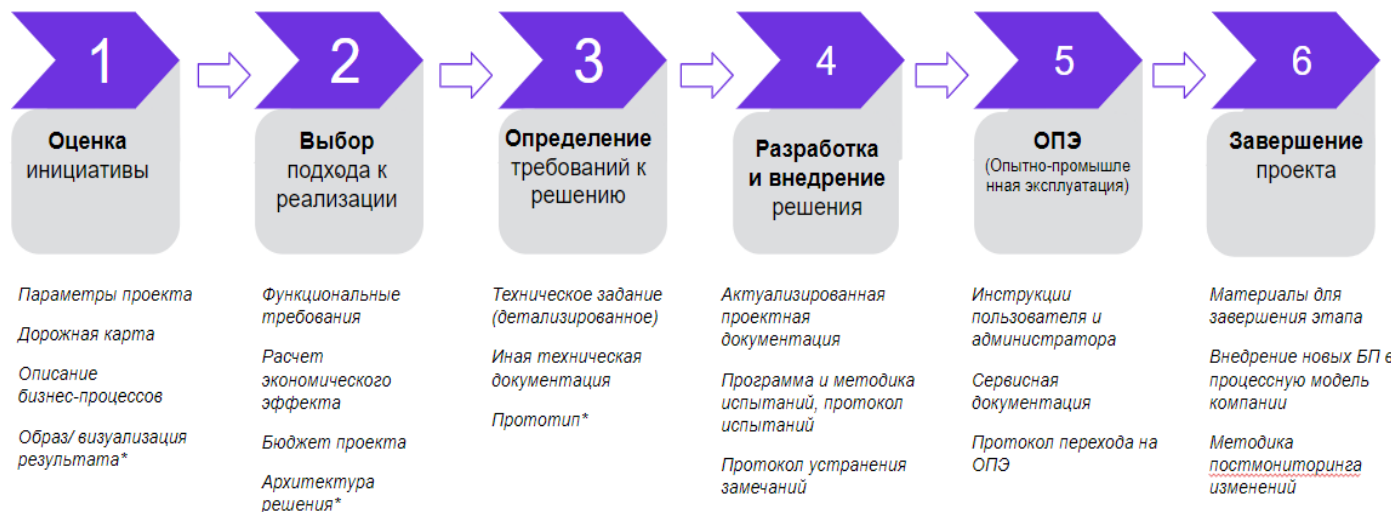 1
Оценка
инициативы
Параметры проекта
Дорожная карта
Описание
бизнес-процессов
Образ/ визуализация
результата*
2
Выбор
подхода к
реализации
Функциональные
требования
Расчет
экономического
эффекта
Бюджет проекта
Архитектура
решения*
3
Определение
требований к
решению
Техническое задание
(детализированное)
Иная техническая
документация
Прототип*
4
Разработка
и внедрение
решения
Актуализированная
проектная
документация
Программа и методика
испытаний, протокол
испытаний
Протокол устранения
замечаний
5
ОПЭ
(Опытно-промышле
нная эксплуатация)
Инструкции
пользователя и
администратора
Сервисная
документация
Протокол перехода на
ОПЭ
6
Завершение
проекта
Материалы для
завершения этапа
Внедрение новых БП в
процессную модель
компании
Методика
постмониторинга
изменений